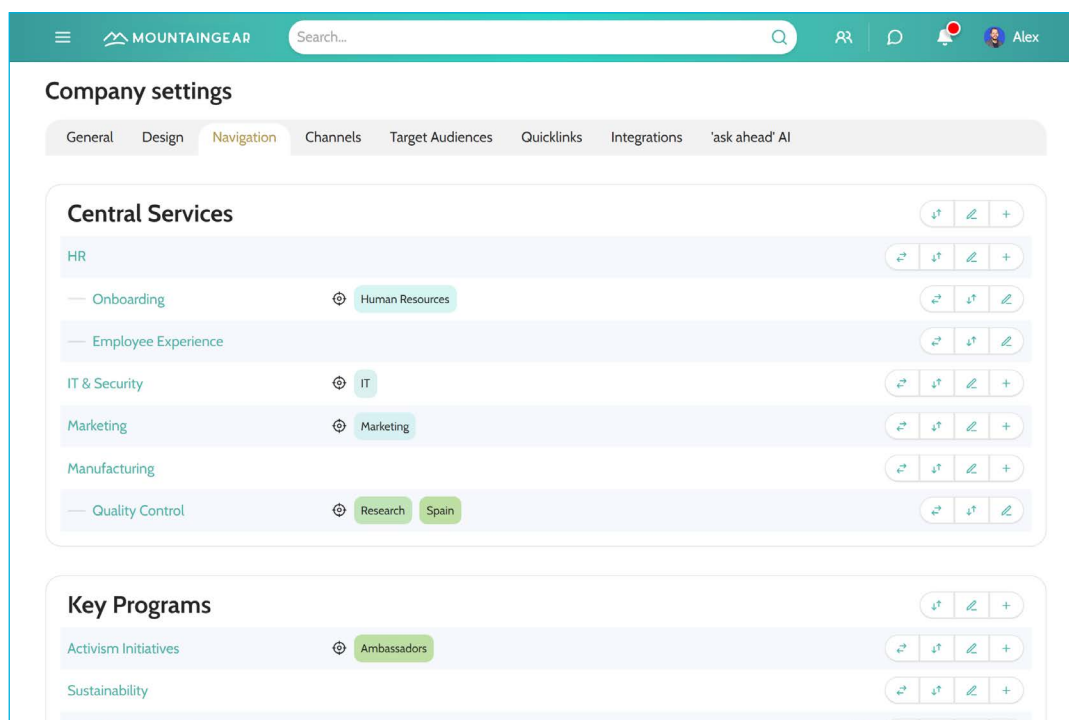 MOUNTAINGEAR Search... Alex
Company settings
General Design Navigation Channels Target Audiences Quicklinks Integrations 'ask ahead' AI
Central Services
HR
Onboarding Human Resources
Employee Experience
IT & Security IT
Marketing Marketing
Manufacturing
Quality Control Research Spain
Key Programs
Activism Initiatives Ambassadors
Sustainability